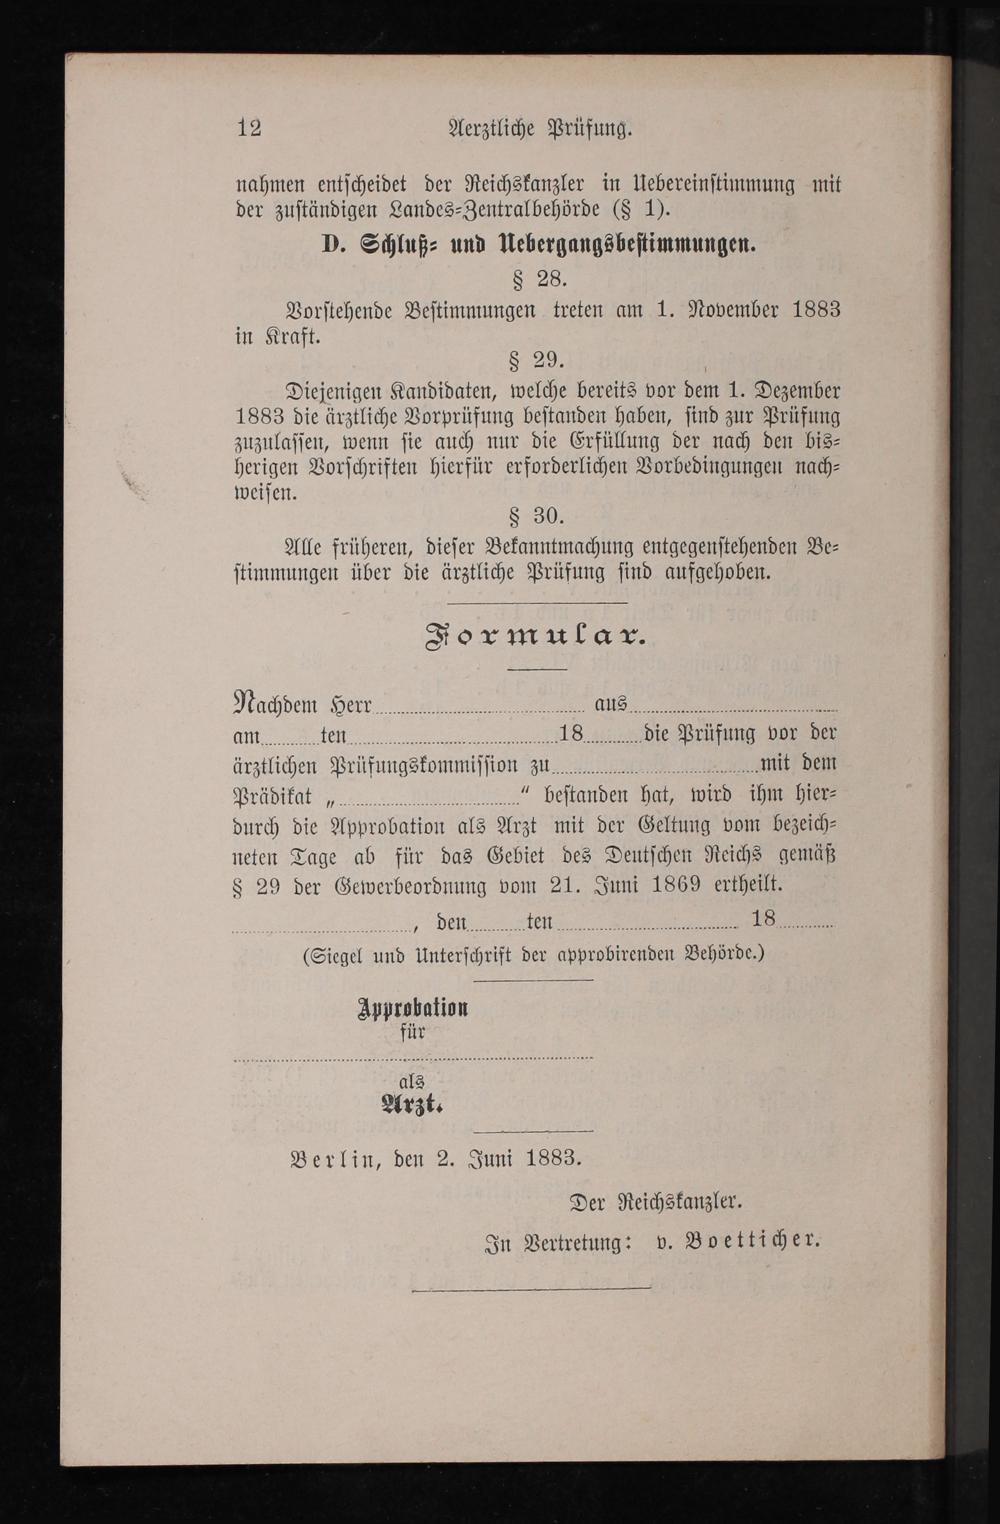 12 Aerztliche Prüfung.
nahmen entscheidet der Reichskanzler in Uebereinstimmung mit
der zuständigen Landes-Zentralbehörde (§ 1).
D. Schluß- und Uebergangsbestimmungen.
§ 28.
Vorstehende Bestimmungen treten am 1. November 1883
in Kraft.
§ 29.
Diejenigen Kandidaten, welche bereits vor dem 1. Dezember
1883 die ärztliche Vorprüfung bestanden haben, sind zur Prüfung
zuzulassen, wenn sie auch nur die Erfüllung der nach den bis-
herigen Vorschriften hierfür erforderlichen Vorbedingungen nach-
weisen.
§ 30.
Alle früheren, dieser Bekanntmachung entgegenstehenden Be-
stimmungen über die ärztliche Prüfung sind aufgehoben.
Formular.
Nachdem Herr.......... aus..........
am..........ten..........18..........die Prüfung vor der
ärztlichen Prüfungskommission zu..........mit dem
Prädikat „.........." bestanden hat, wird ihm hier-
durch die Approbation als Arzt mit der Geltung vom bezeich-
neten Tage ab für das Gebiet des Deutschen Reichs gemäß
§ 29 der Gewerbeordnung vom 21. Juni 1869 ertheilt.
.........., den..........ten.......... 18..........
(Siegel und Unterschrift der approbirenden Behörde.)
Approbation
für
..........
als
Arzt.
Berlin, den 2. Juni 1883.
Der Reichskanzler.
In Vertretung: v. Boetticher.